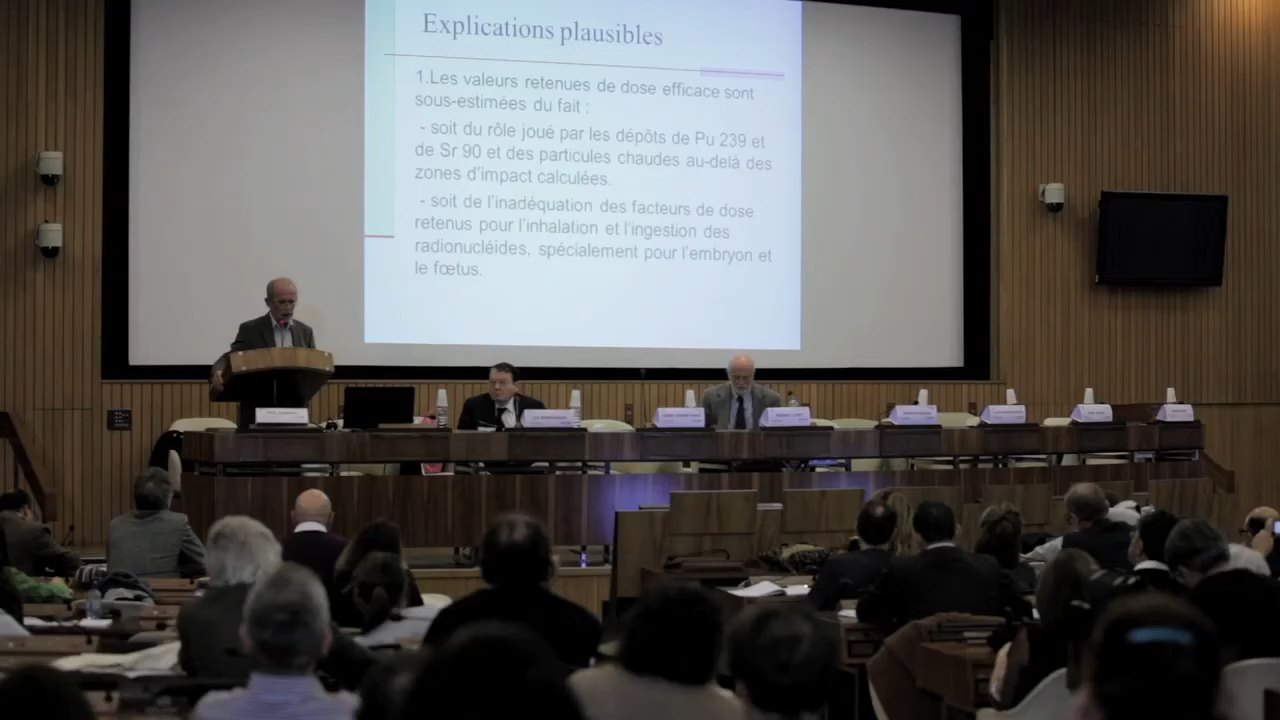 Explications plausibles
1.Les valeurs retenues de dose efficace sont
sous-estimées du fait :
- soit du rôle joué par les dépôts de Pu 239 et
de Sr 90 et des particules chaudes au-delà des
zones d'impact calculées.
- soit de l'inadéquation des facteurs de dose
retenus pour l'inhalation et l'ingestion des
radionucléides, spécialement pour l'embryon et
le fœtus.